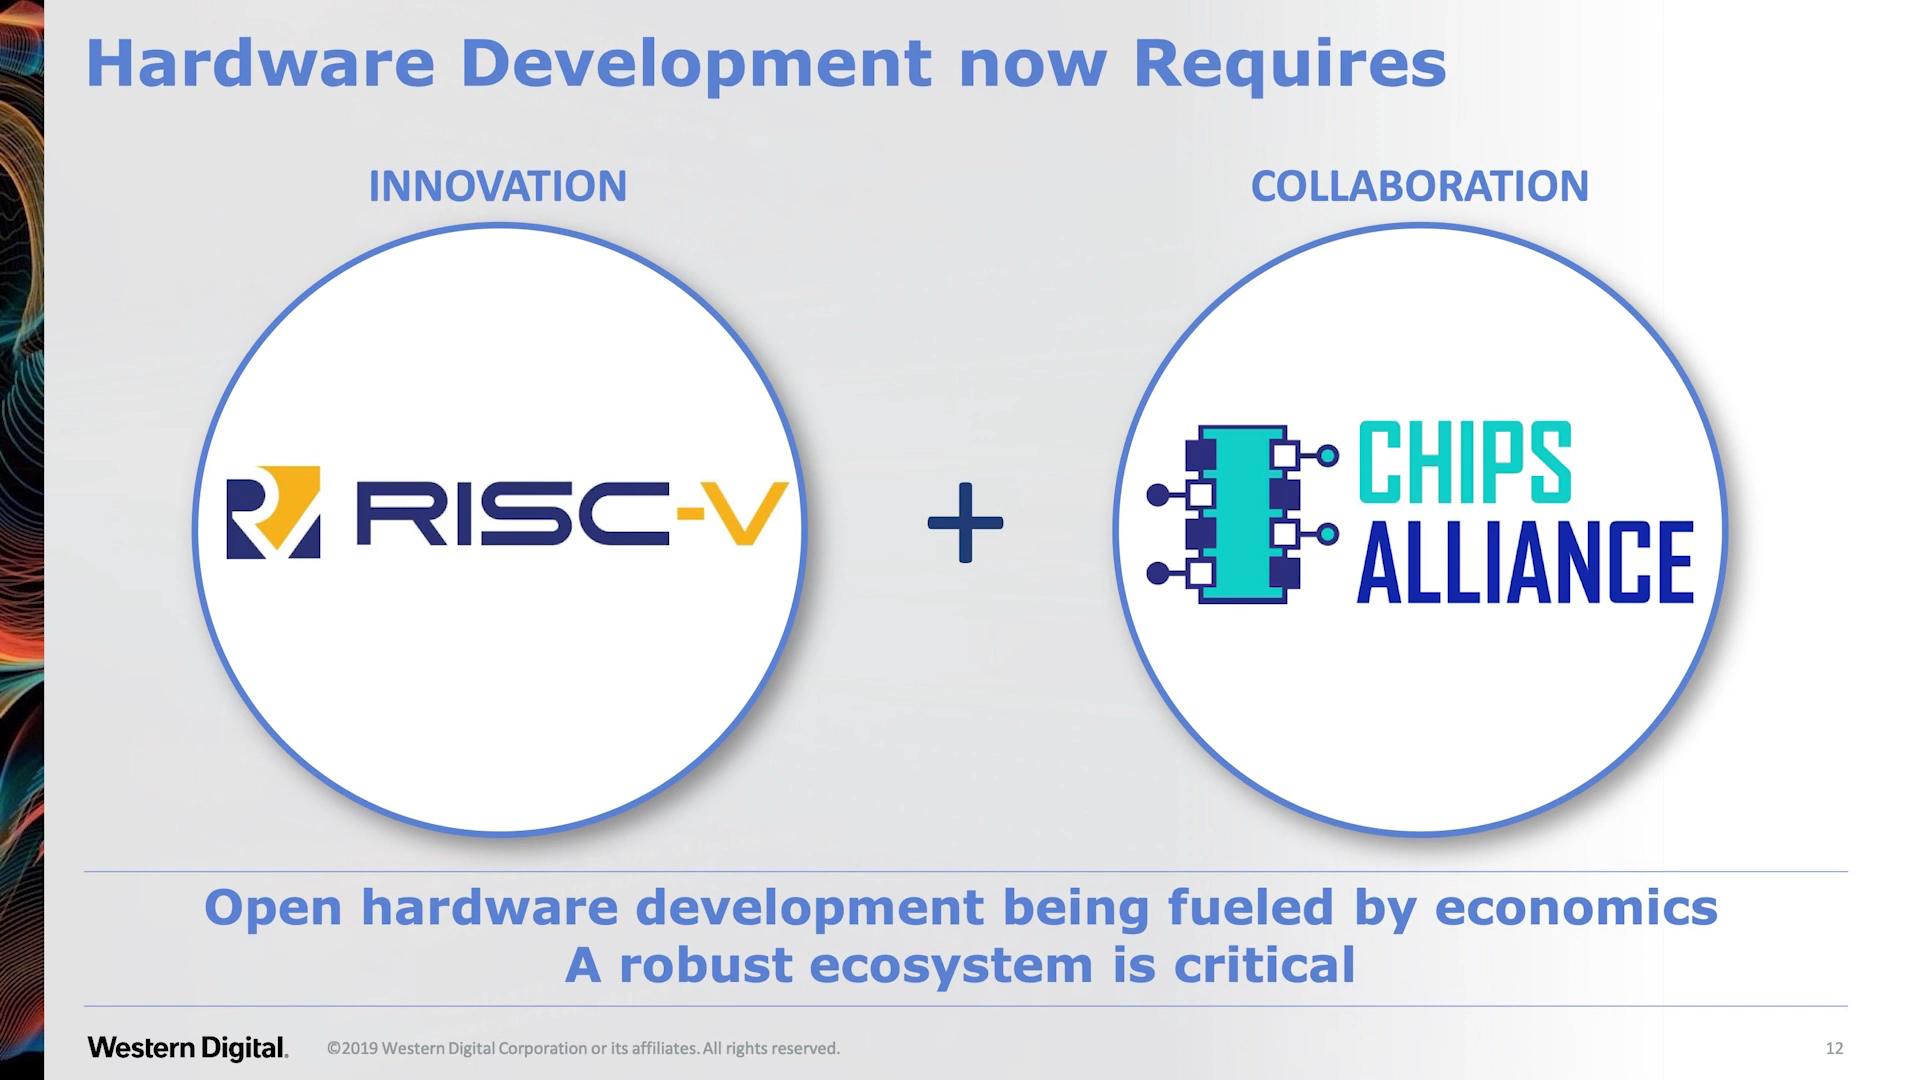 Hardware Development now Requires
INNOVATION
COLLABORATION
RISC-V
+
CHIPS
ALLIANCE
Open hardware development being fueled by economics
A robust ecosystem is critical
Western Digital.
©2019 Western Digital Corporation or its affiliates. All rights reserved.
12